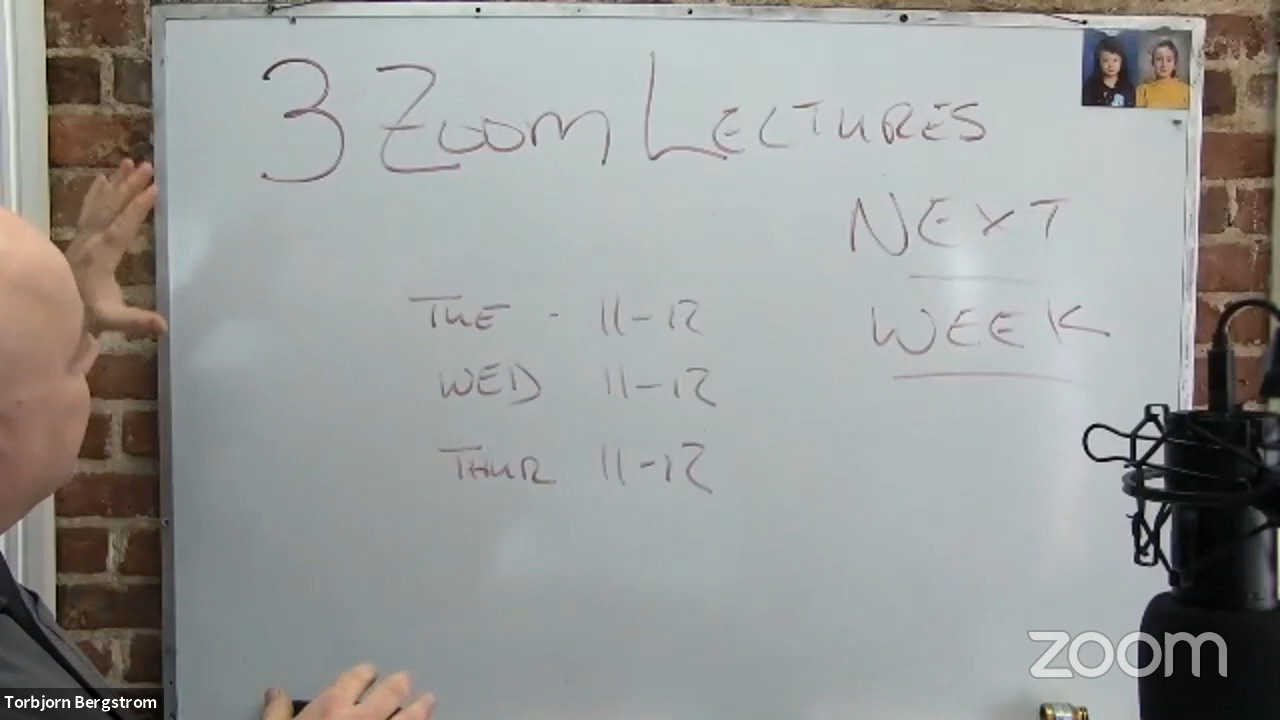 3 ZOOM LECTURES
NEXT
WEEK
TUE - 11-12
WED 11-12
THUR 11-12
zoom
Torbjorn Bergstrom